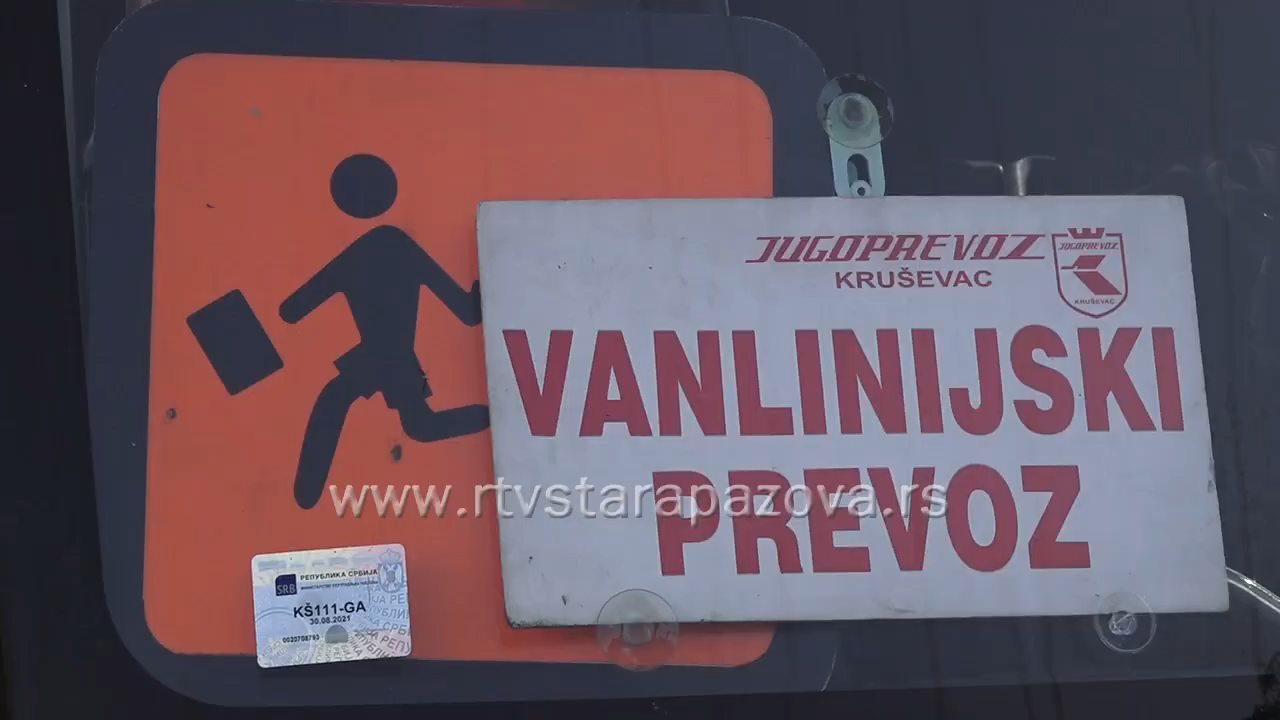 JUGOPREVOZ
KRUŠEVAC
JUGOPREVOZ
KRUŠEVAC
VANLINIJSKI
PREVOZ
www.rtvstarapazova.rs
SRB
РЕПУБЛИКА СРБИЈА
KŠ111-GA
30.08.2021